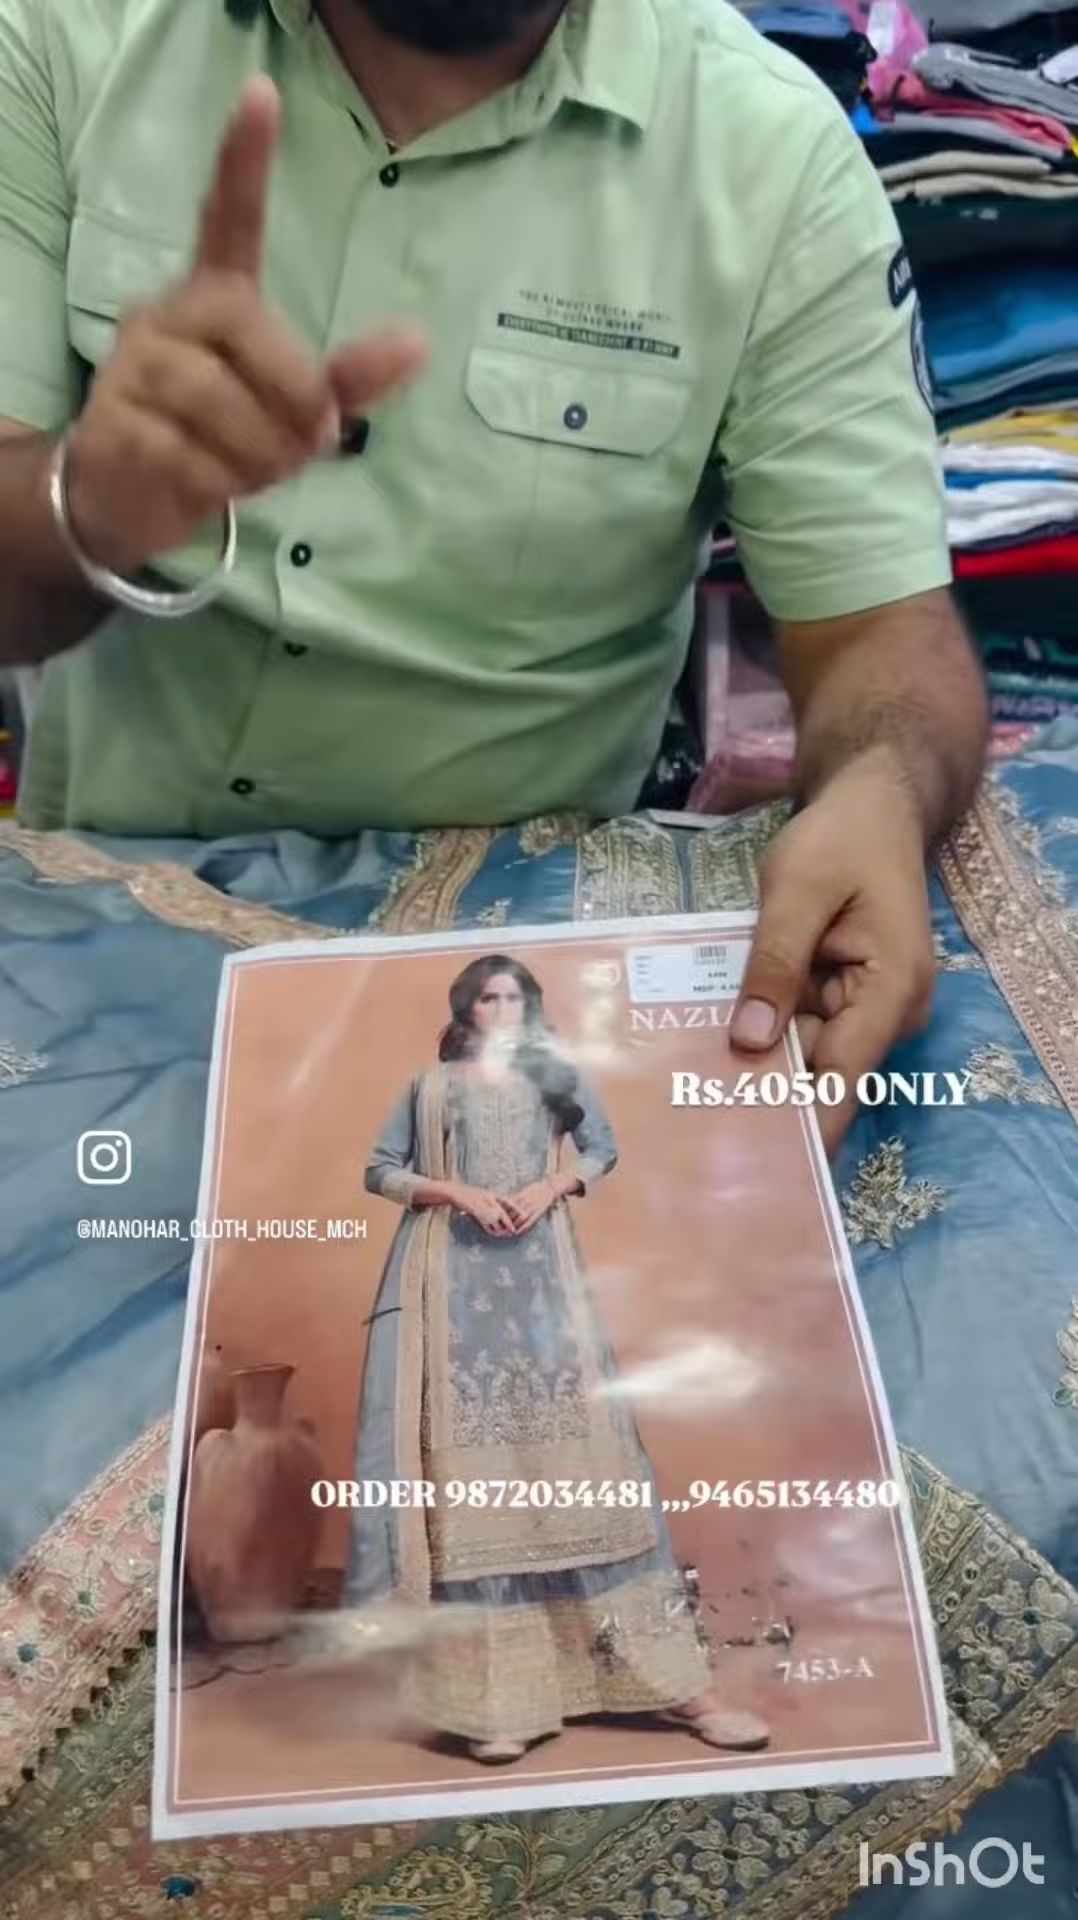 NAZIA
Rs.4050 ONLY
@MANOHAR_CLOTH_HOUSE_MCH
ORDER 9872034481 ,,,9465134480
7453-A
InShOt